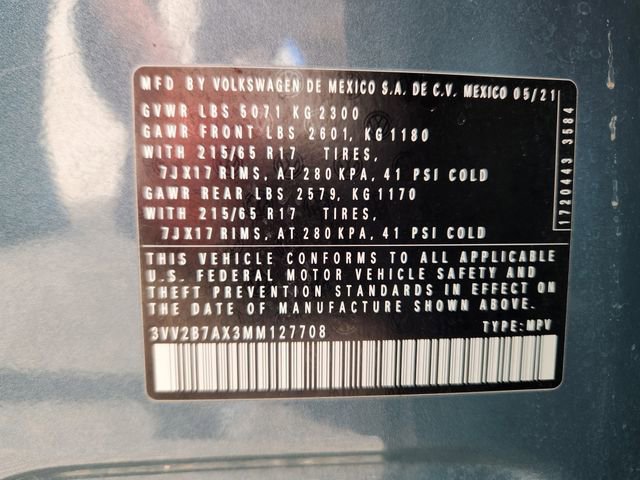 MFD BY VOLKSWAGEN DE MEXICO S.A. DE C.V. MEXICO 05/21
GVWR LBS 5071 KG 2300
GAWR FRONT LBS 2601, KG 1180
WITH 215/65 R17 TIRES,
7JX17 RIMS, AT 280 KPA, 41 PSI COLD
GAWR REAR LBS 2579, KG 1170
WITH 215/65 R17 TIRES,
7JX17 RIMS, AT 280 KPA, 41 PSI COLD
1720443 3584
THIS VEHICLE CONFORMS TO ALL APPLICABLE
U.S. FEDERAL MOTOR VEHICLE SAFETY AND
THEFT PREVENTION STANDARDS IN EFFECT ON
THE DATE OF MANUFACTURE SHOWN ABOVE.
3VV2B7AX3MM127708 TYPE: MPV